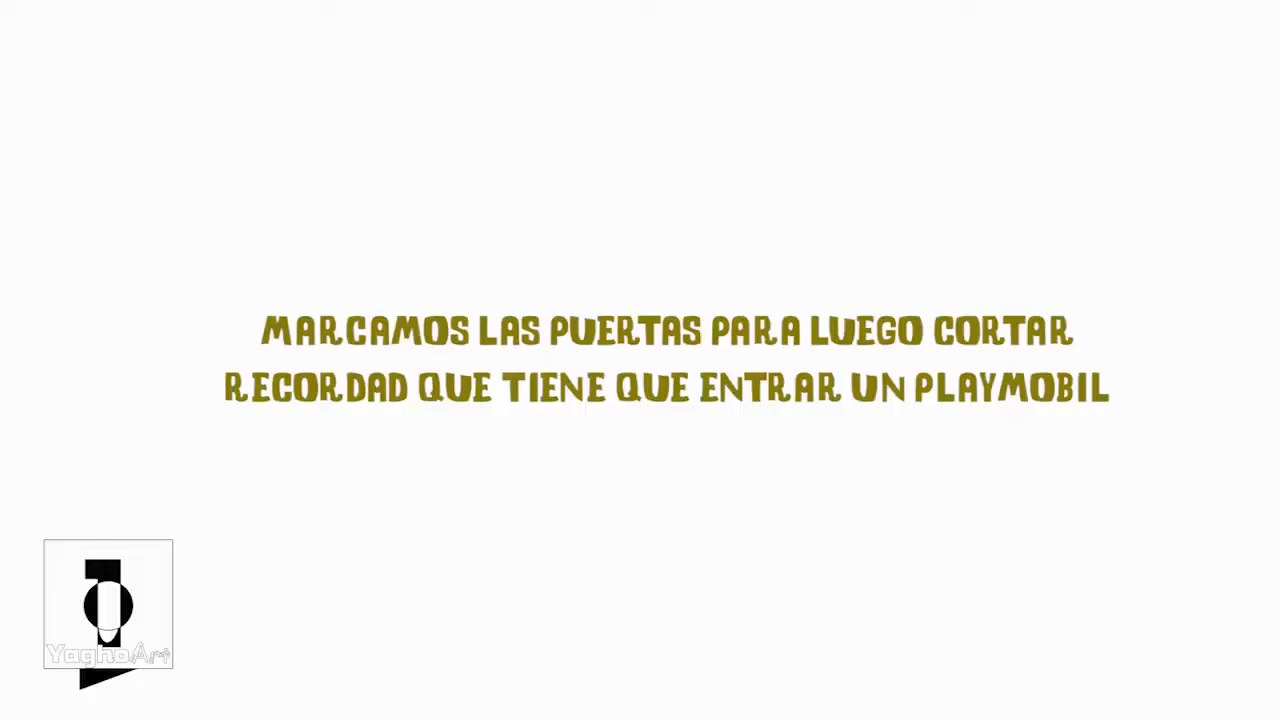 MARCAMOS LAS PUERTAS PARA LUEGO CORTAR
RECORDAD QUE TIENE QUE ENTRAR UN PLAYMOBIL
YaghoArt